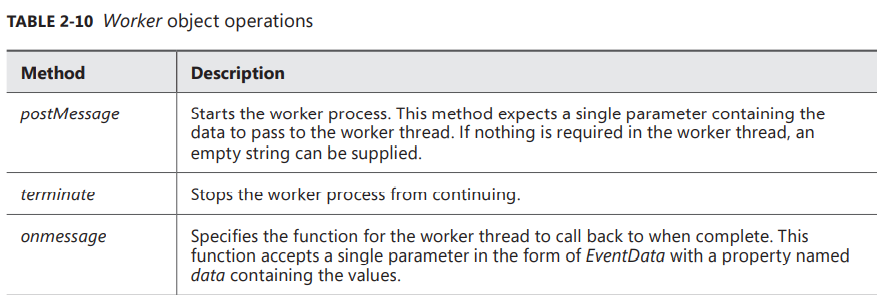 TABLE 2-10 Worker object operations
Method Description
postMessage Starts the worker process. This method expects a single parameter containing the
data to pass to the worker thread. If nothing is required in the worker thread, an
empty string can be supplied.
terminate Stops the worker process from continuing.
onmessage Specifies the function for the worker thread to call back to when complete. This
function accepts a single parameter in the form of EventData with a property named
data containing the values.